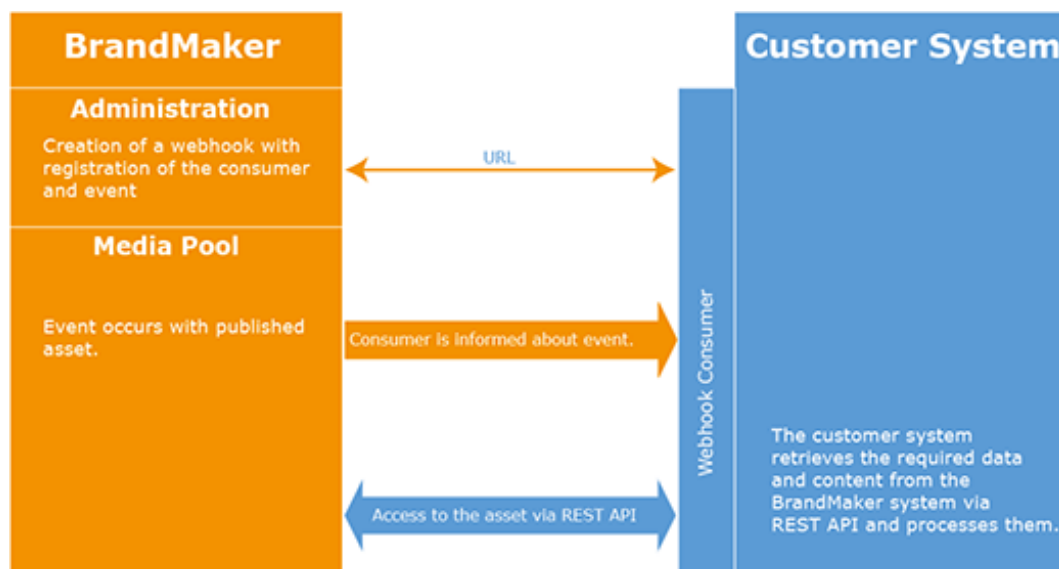 BrandMaker
Administration
Creation of a webhook with
registration of the consumer
and event
Media Pool
Event occurs with published
asset.
URL
Consumer is informed about event.
Access to the asset via REST API
Webhook Consumer
Customer System
The customer system
retrieves the required data
and content from the
BrandMaker system via
REST API and processes them.